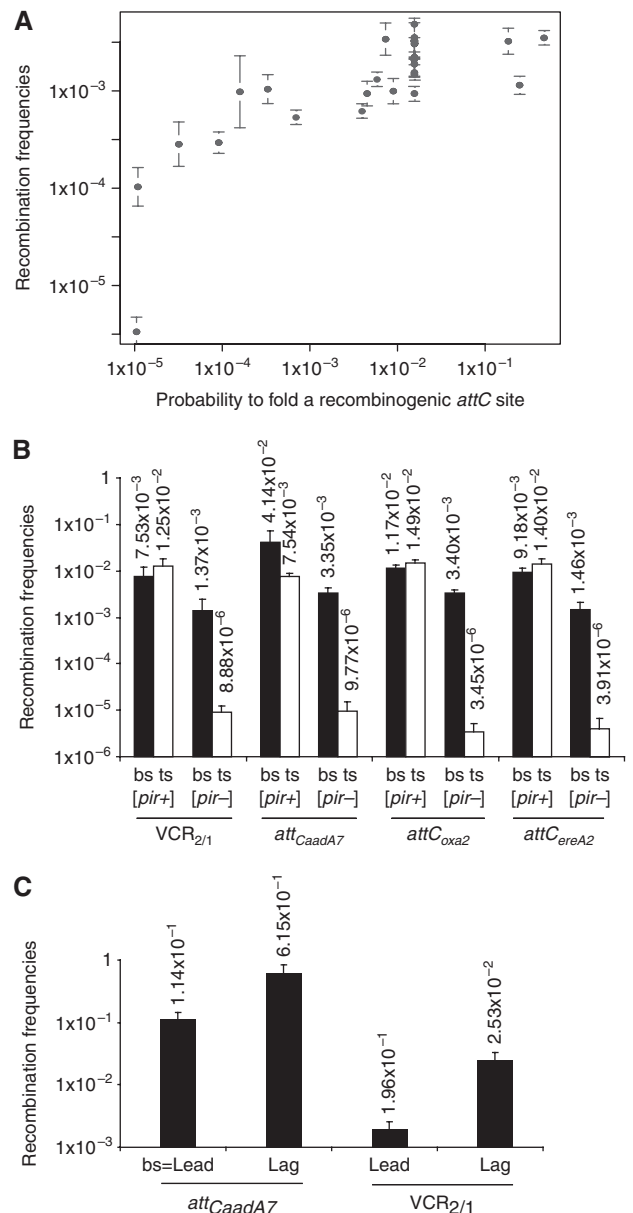 A
Recombination frequencies
1x10−3
1x10−4
1x10−5
1x10−5
1x10−4
1x10−3
1x10−2
1x10−1
Probability to fold a recombinogenic attC site
B
Recombination frequencies
1
1x10−1
1x10−2
1x10−3
1x10−4
1x10−5
1x10−6
7.53x10−3
1.25x10−2
1.37x10−3
8.88x10−6
4.14x10−2
7.54x10−3
3.35x10−3
9.77x10−6
1.17x10−2
1.49x10−2
3.40x10−3
3.45x10−6
9.18x10−3
1.40x10−2
1.46x10−3
3.91x10−6
bs ts bs ts bs ts bs ts bs ts bs ts bs ts bs ts
[pir+] [pir−] [pir+] [pir−] [pir+] [pir−] [pir+] [pir−]
VCR2/1 attCaadA7 attCoxa2 attCereA2
C
Recombination frequencies
1
1x10−1
1x10−2
1x10−3
1.14x10−1
6.15x10−1
1.96x10−1
2.53x10−2
bs=Lead Lag Lead Lag
attCaadA7 VCR2/1